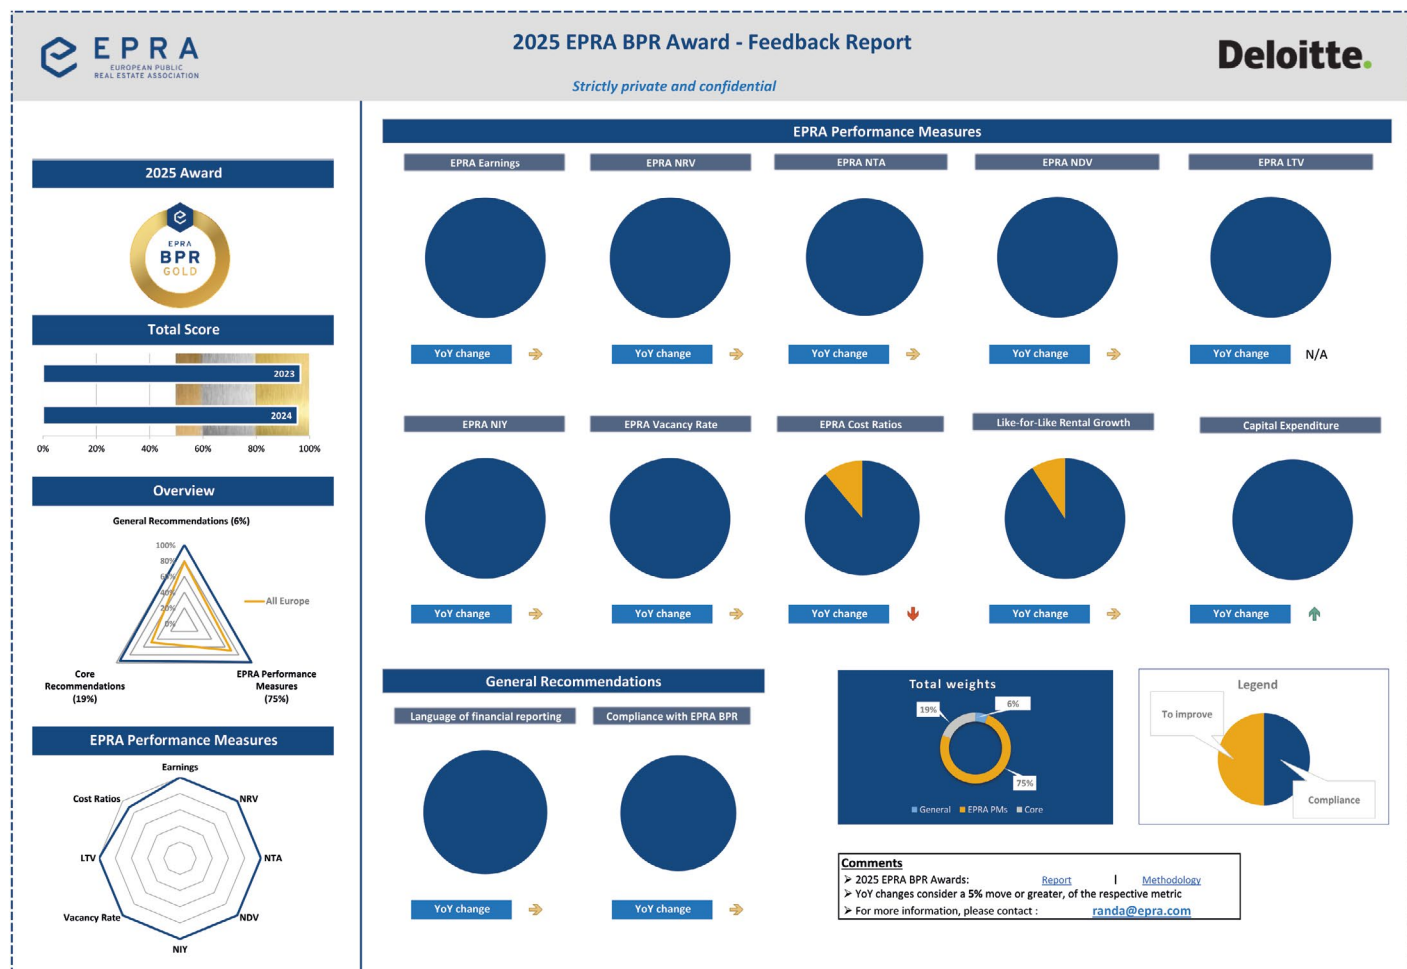 EPRA
EUROPEAN PUBLIC
REAL ESTATE ASSOCIATION
2025 EPRA BPR Award - Feedback Report
Strictly private and confidential
Deloitte.
2025 Award
EPRA
BPR
GOLD
Total Score
2023
2024
0% 20% 40% 60% 80% 100%
Overview
General Recommendations (6%)
100%
80%
60%
40%
20%
0%
All Europe
Core
Recommendations
(19%)
EPRA Performance
Measures
(75%)
EPRA Performance Measures
Earnings
NRV
NTA
NDV
NIY
Vacancy Rate
LTV
Cost Ratios
EPRA Performance Measures
EPRA Earnings EPRA NRV EPRA NTA EPRA NDV EPRA LTV
YoY change YoY change YoY change YoY change YoY change N/A
EPRA NIY EPRA Vacancy Rate EPRA Cost Ratios Like-for-Like Rental Growth Capital Expenditure
YoY change YoY change YoY change YoY change YoY change
General Recommendations
Language of financial reporting Compliance with EPRA BPR
YoY change YoY change
Total weights
19% 6%
75%
General EPRA PMs Core
Legend
To improve
Compliance
Comments
➢ 2025 EPRA BPR Awards: Report | Methodology
➢ YoY changes consider a 5% move or greater, of the respective metric
➢ For more information, please contact : randa@epra.com